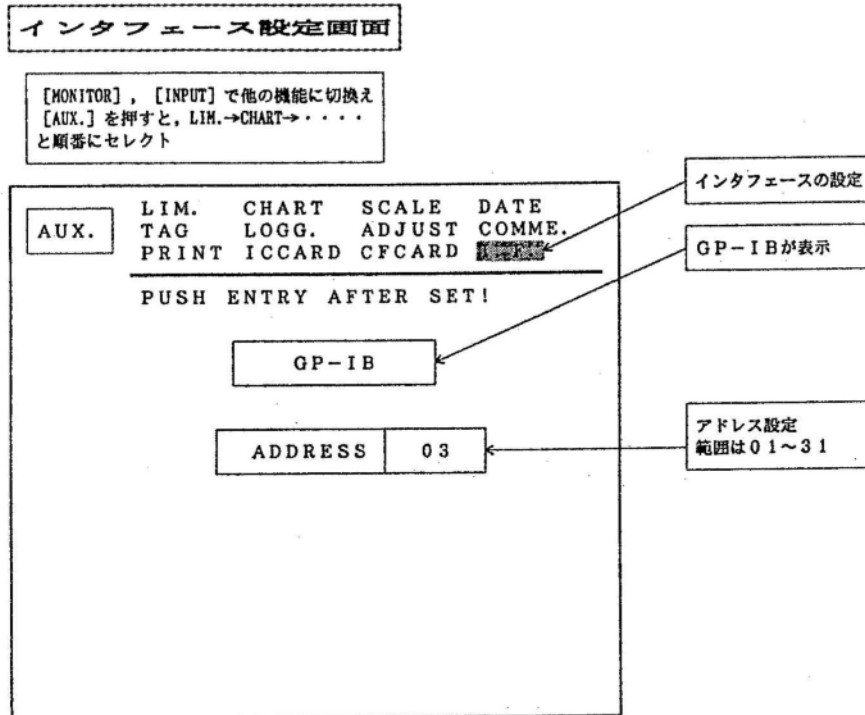 インタフェース設定画面
[MONITOR], [INPUT]で他の機能に切換え
[AUX.]を押すと, LIM.→CHART→・・・・
と順番にセレクト
AUX.
LIM. CHART SCALE DATE
TAG LOGG. ADJUST COMME.
PRINT ICCARD CFCARD
PUSH ENTRY AFTER SET!
GP-IB
ADDRESS 03
インタフェースの設定
GP-IBが表示
アドレス設定
範囲は01~31